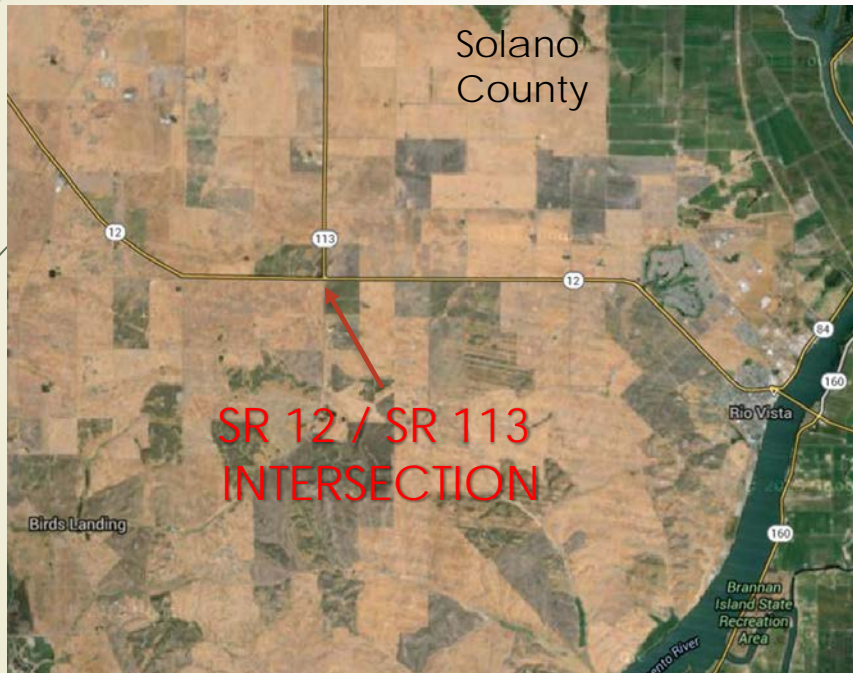 Solano
County
12
113
12
84
160
Rio Vista
SR 12 / SR 113
INTERSECTION
Birds Landing
160
Brannan
Island State
Recreation
Area
River